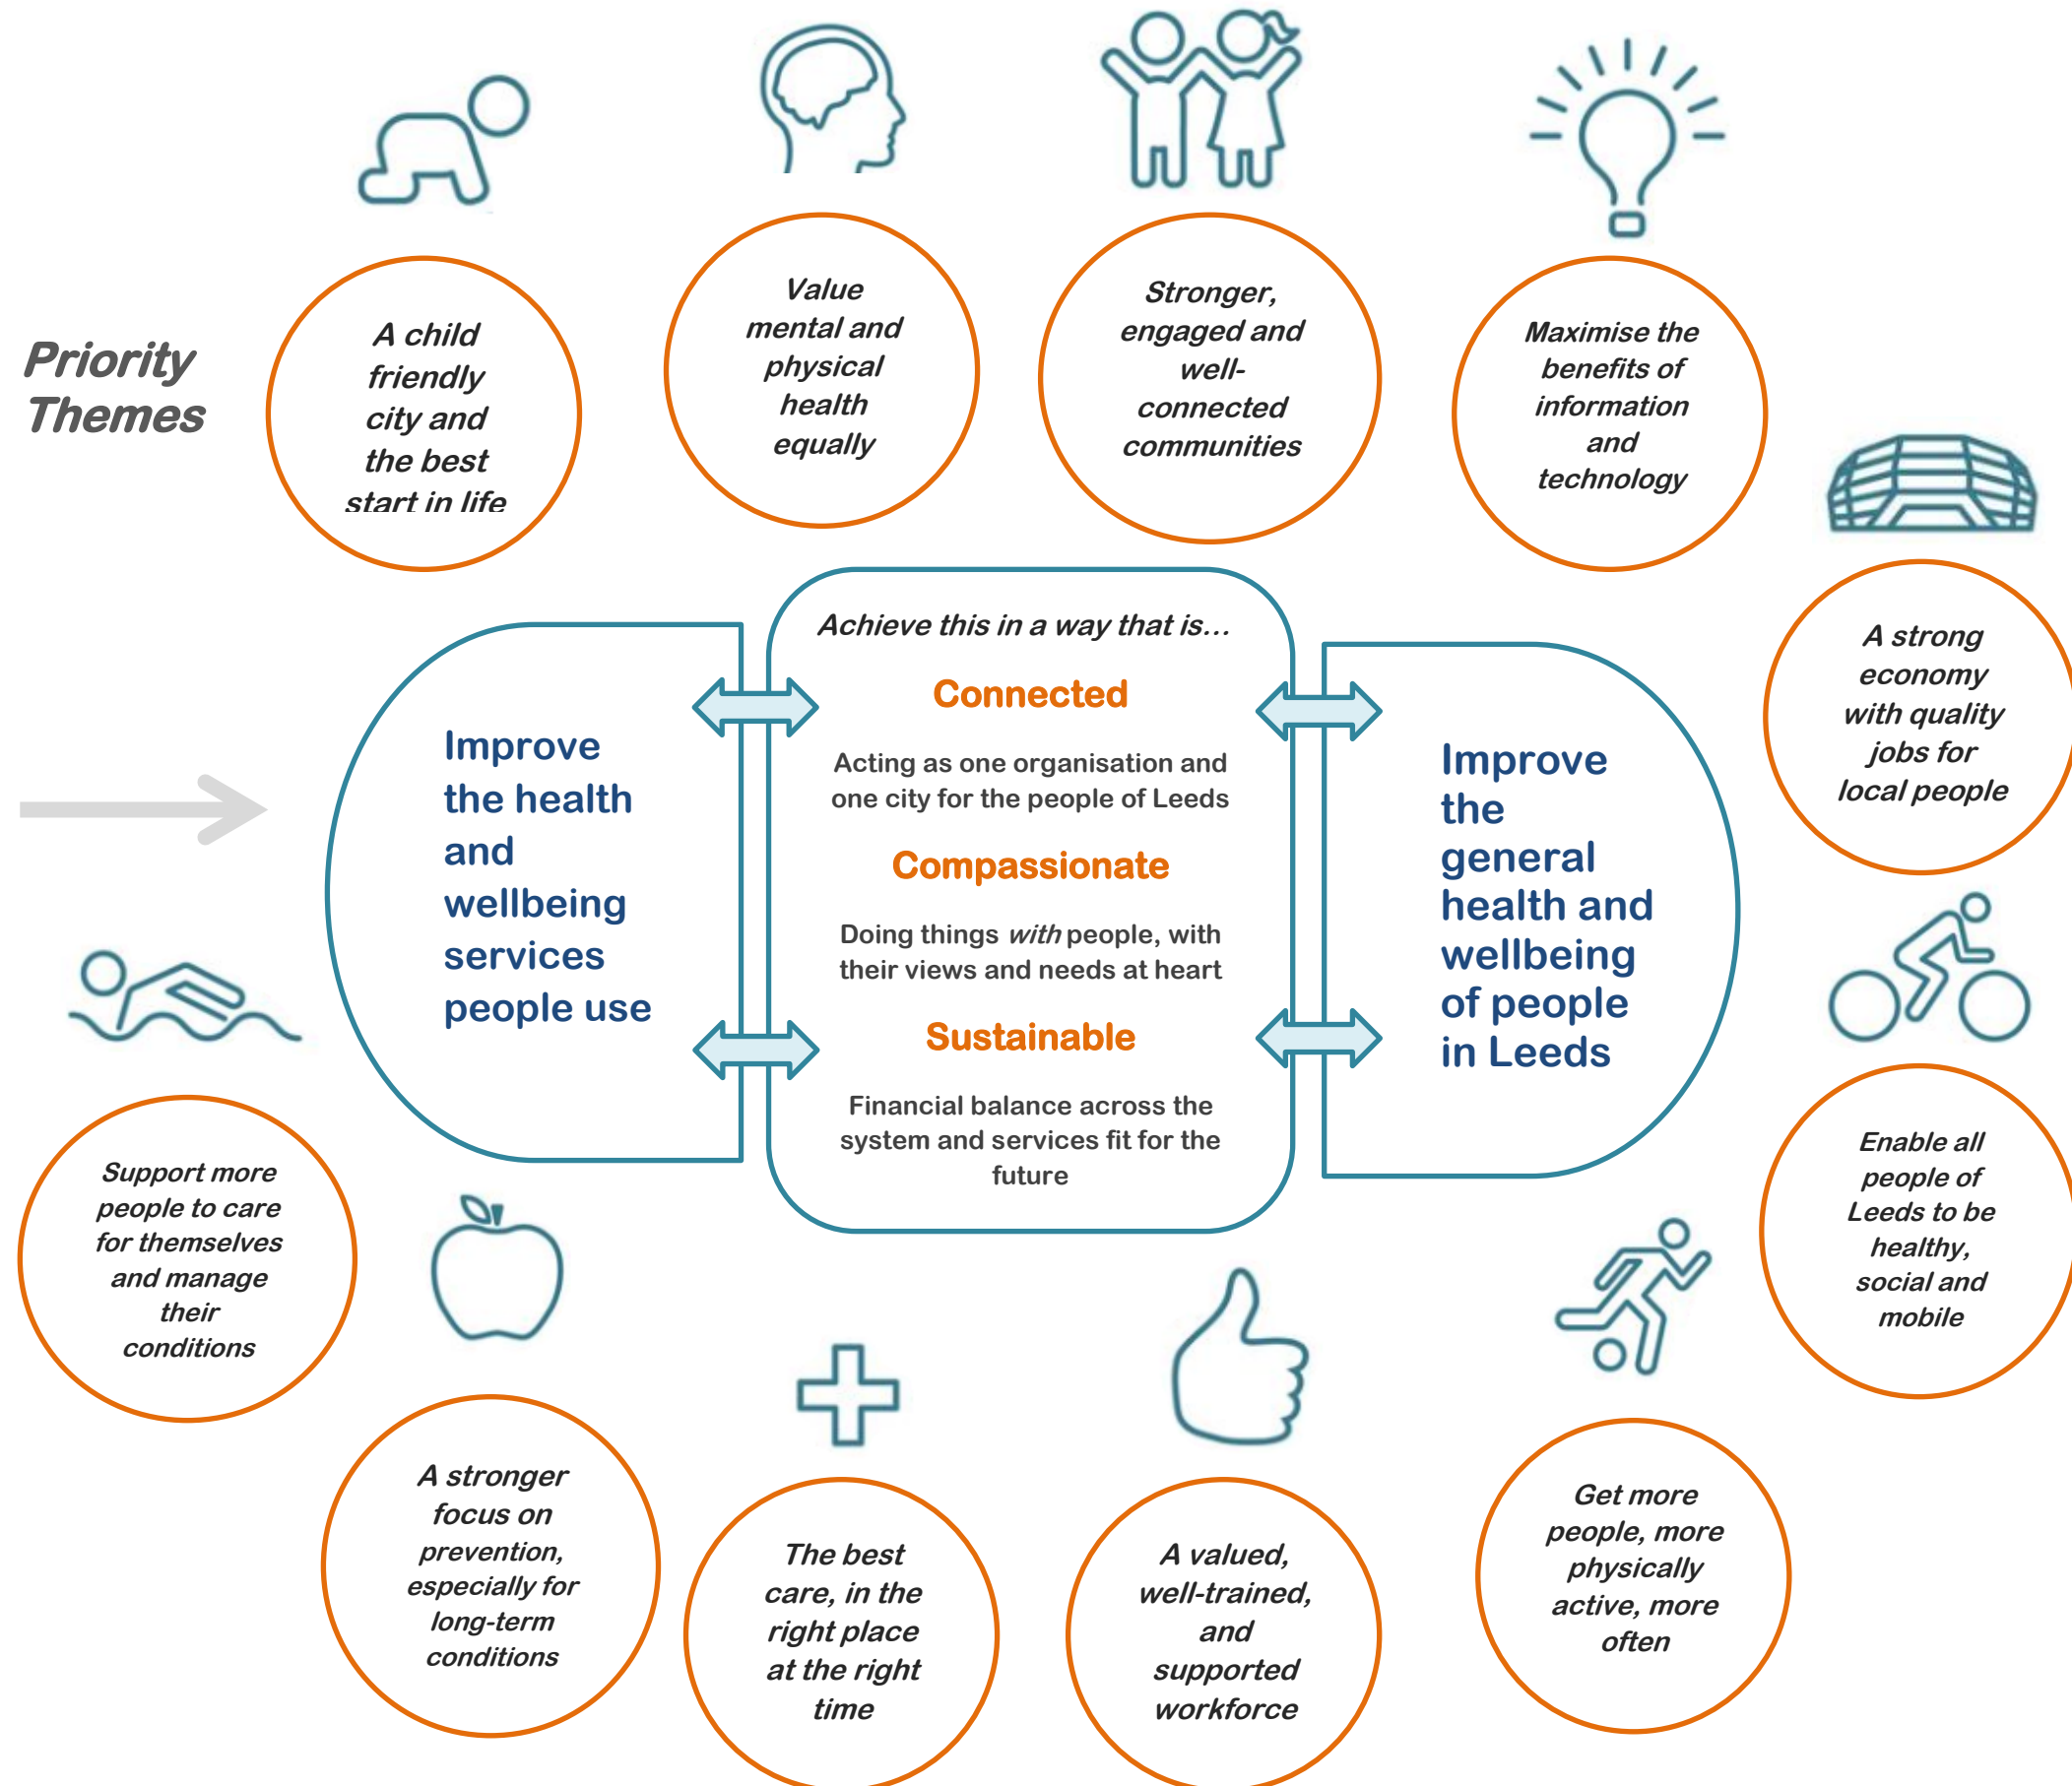 Priority
Themes
A child
friendly
city and
the best
start in life
Value
mental and
physical
health
equally
Stronger,
engaged and
well-
connected
communities
Maximise the
benefits of
information
and
technology
A strong
economy
with quality
jobs for
local people
Improve
the health
and
wellbeing
services
people use
Achieve this in a way that is...
Connected
Acting as one organisation and
one city for the people of Leeds
Compassionate
Doing things with people, with
their views and needs at heart
Sustainable
Financial balance across the
system and services fit for the
future
Improve
the
general
health and
wellbeing
of people
in Leeds
Enable all
people of
Leeds to be
healthy,
social and
mobile
Support more
people to care
for themselves
and manage
their
conditions
A stronger
focus on
prevention,
especially for
long-term
conditions
The best
care, in the
right place
at the right
time
A valued,
well-trained,
and
supported
workforce
Get more
people, more
physically
active, more
often